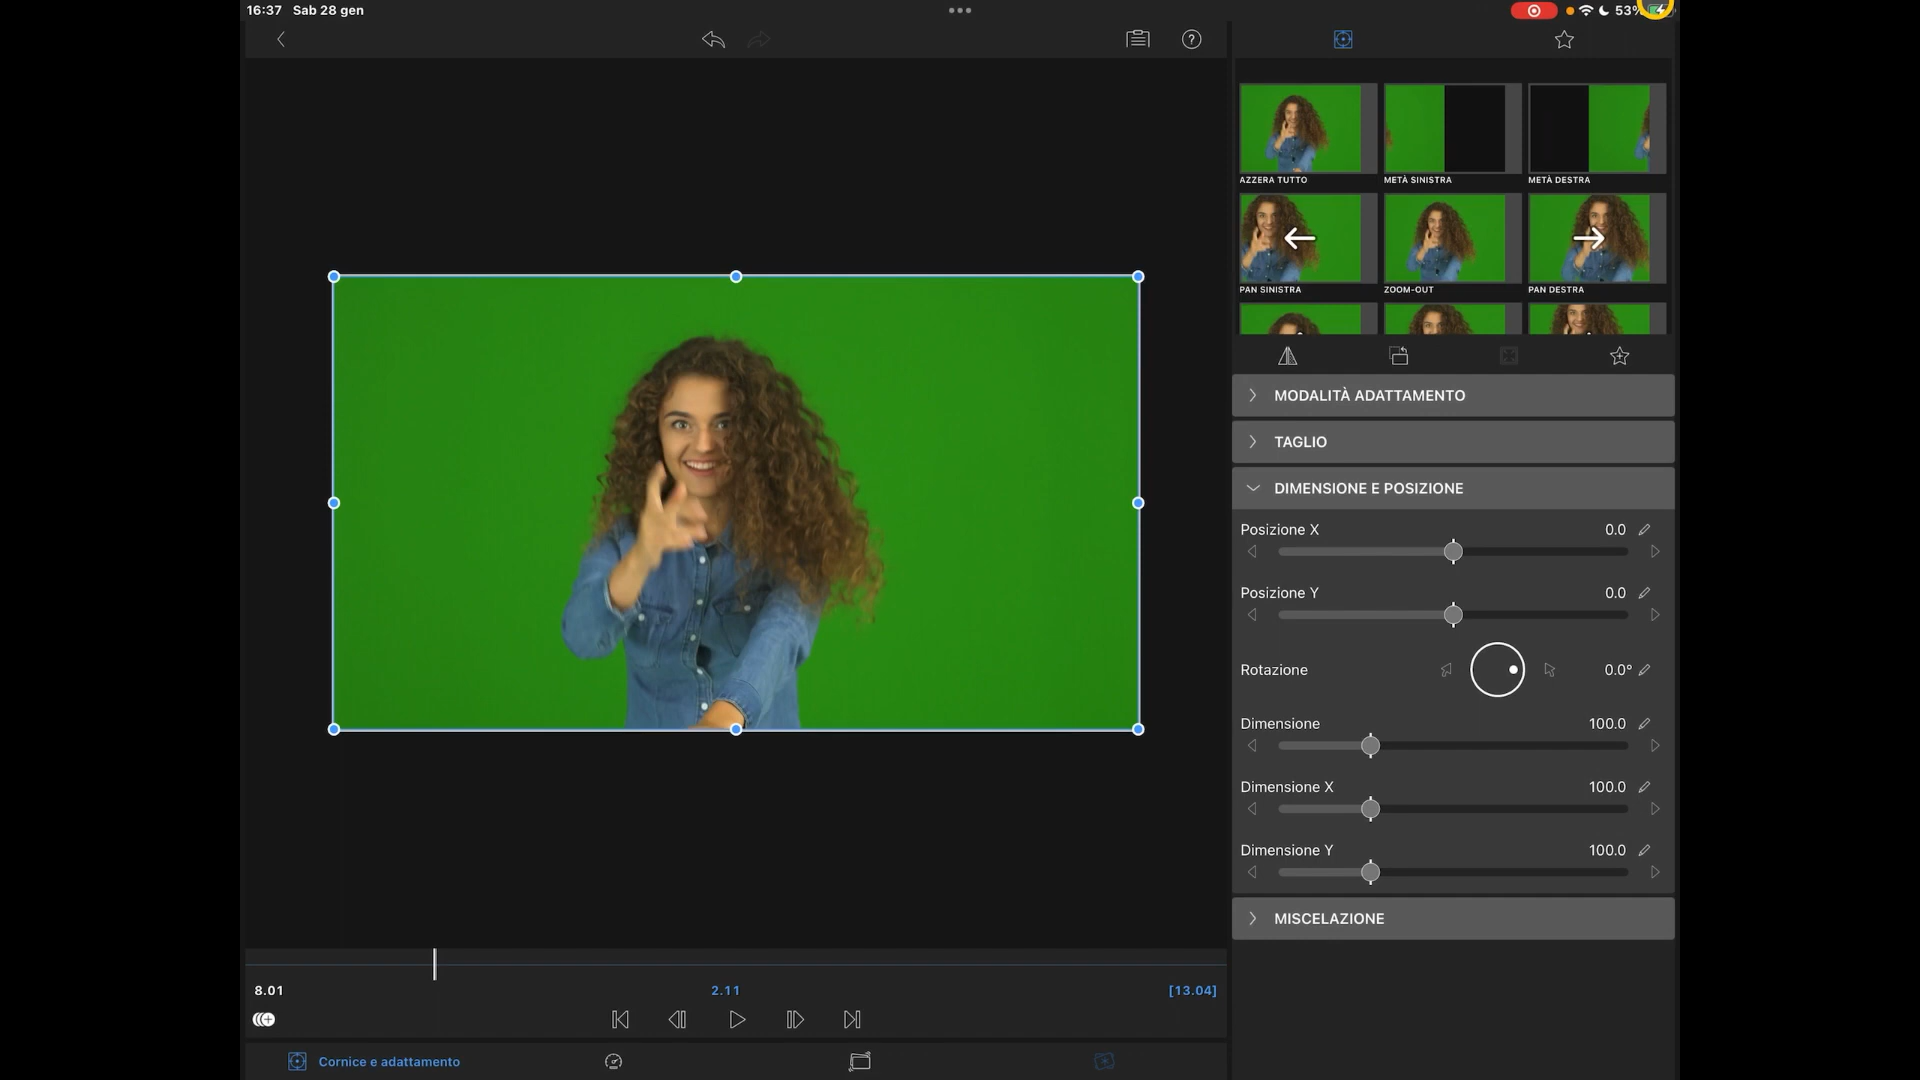 16:37 Sab 28 gen
53%
AZZERA TUTTO
METÀ SINISTRA
METÀ DESTRA
PAN SINISTRA
ZOOM-OUT
PAN DESTRA
MODALITÀ ADATTAMENTO
TAGLIO
DIMENSIONE E POSIZIONE
Posizione X 0.0
Posizione Y 0.0
Rotazione 0.0°
Dimensione 100.0
Dimensione X 100.0
Dimensione Y 100.0
MISCELAZIONE
8.01 2.11 [13.04]
Cornice e adattamento